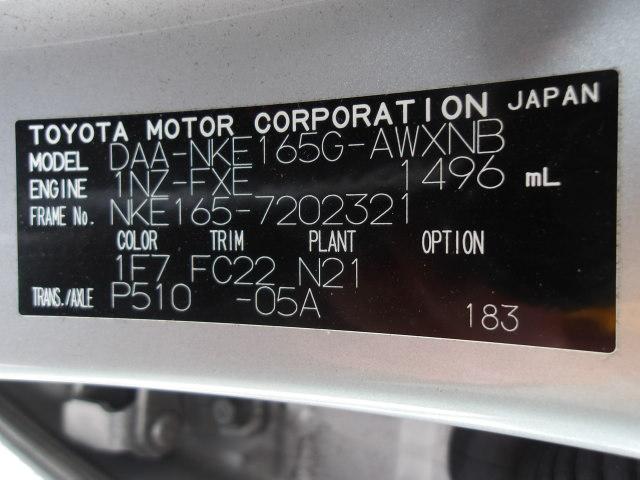 TOYOTA MOTOR CORPORATION JAPAN
MODEL DAA-NKE165G-AWXNB
ENGINE 1NZ-FXE 1496 mL
FRAME No. NKE165-7202321
COLOR TRIM PLANT OPTION
1F7 FC22 N21
TRANS./AXLE P510 -05A 183